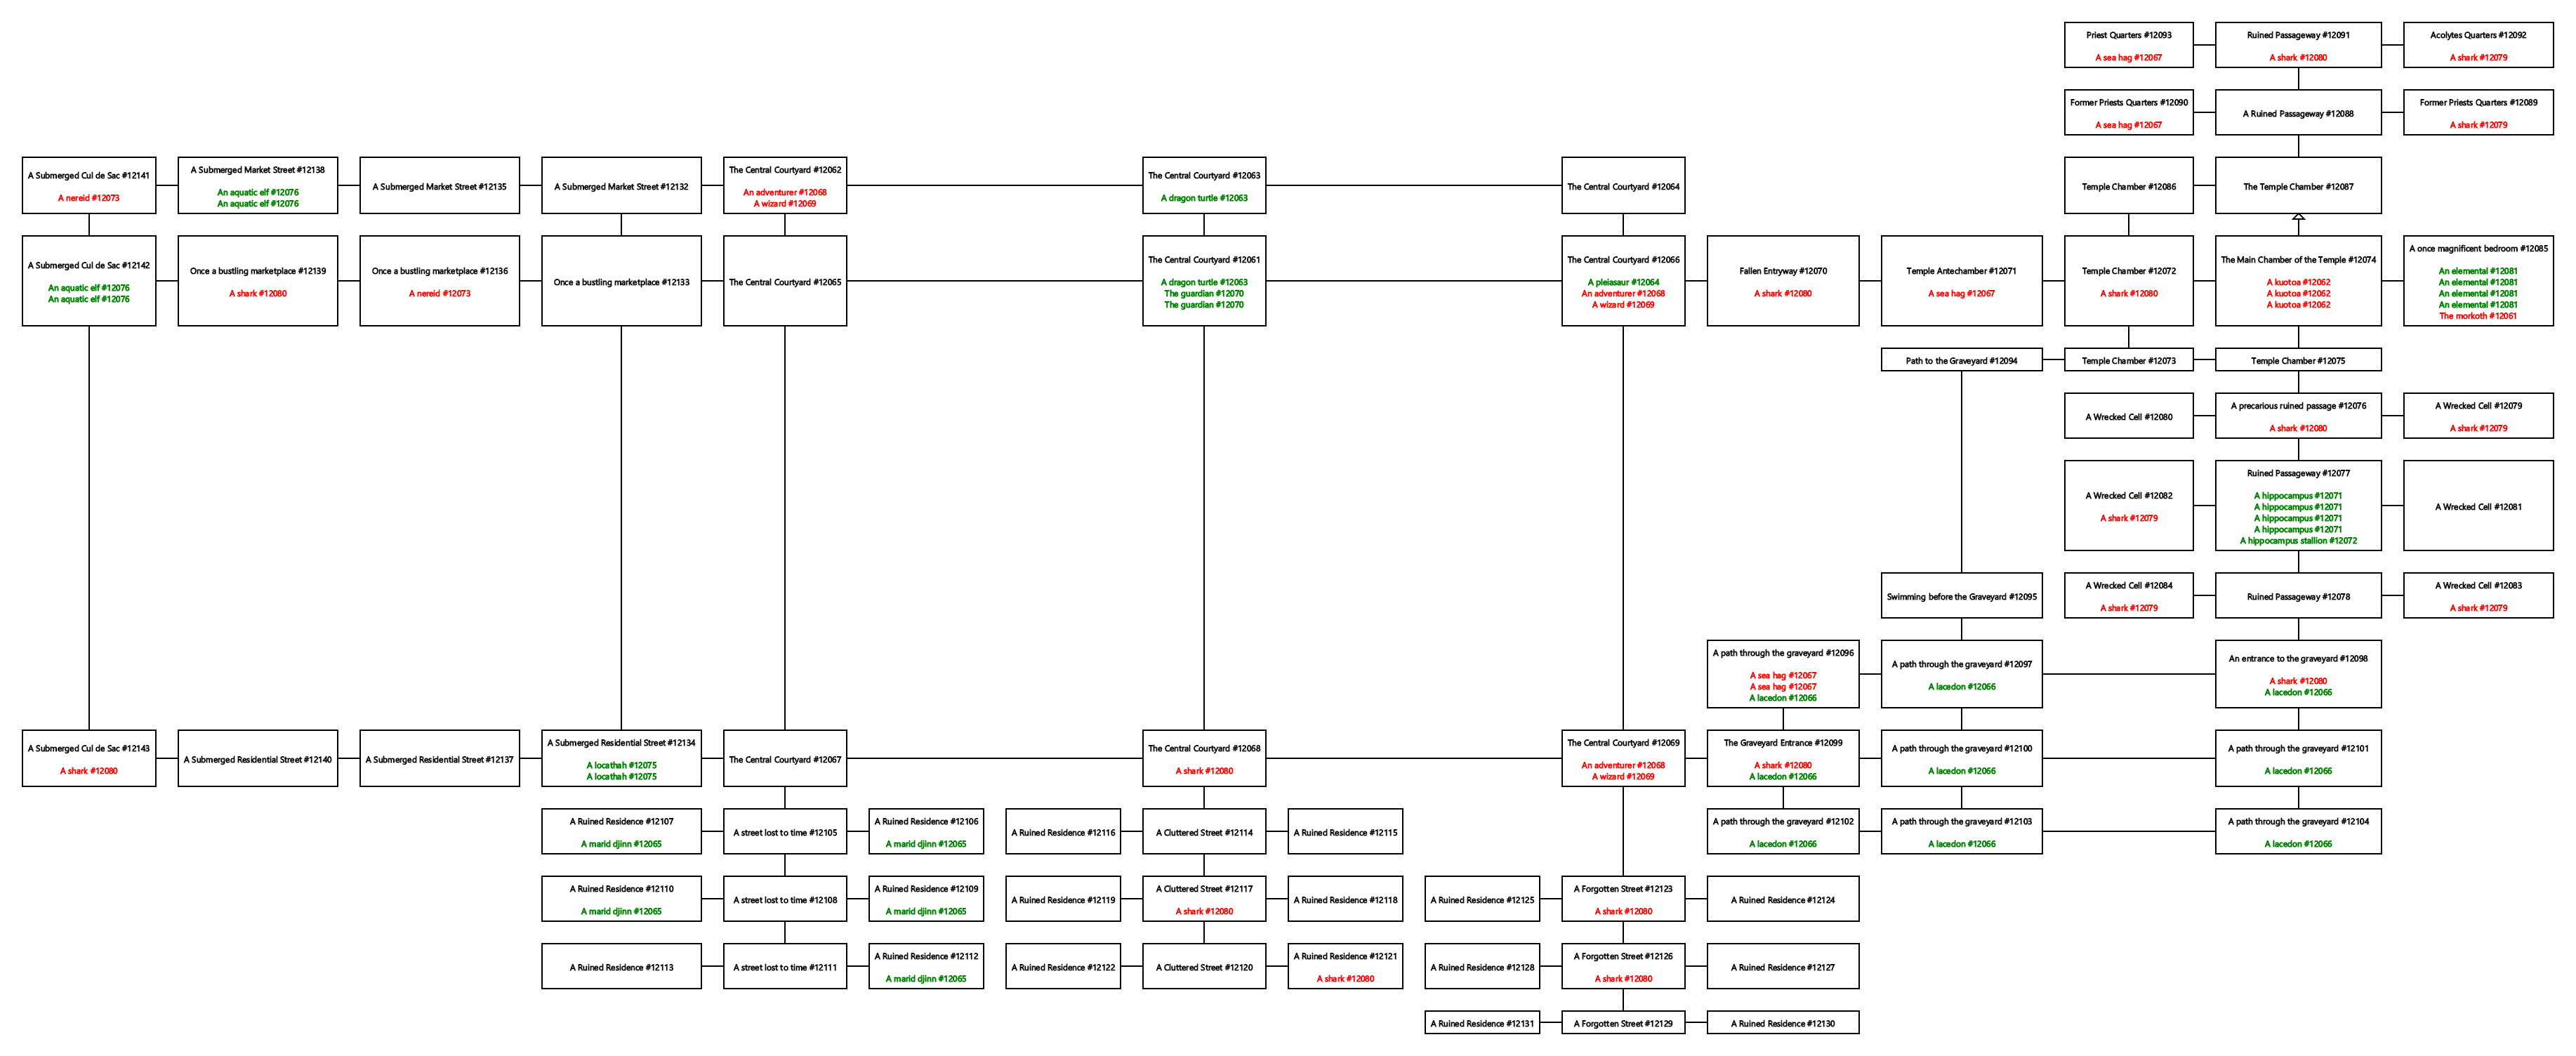 Priest Quarters #12093
A sea hag #12067
Ruined Passageway #12091
A shark #12080
Acolytes Quarters #12092
A shark #12079
Former Priests Quarters #12090
A sea hag #12067
A Ruined Passageway #12088
Former Priests Quarters #12089
A shark #12079
A Submerged Cul de Sac #12141
A nereid #12073
A Submerged Market Street #12138
An aquatic elf #12076
An aquatic elf #12076
A Submerged Market Street #12135
A Submerged Market Street #12132
The Central Courtyard #12062
An adventurer #12068
A wizard #12069
The Central Courtyard #12063
A dragon turtle #12063
The Central Courtyard #12064
Temple Chamber #12086
The Temple Chamber #12087
A Submerged Cul de Sac #12142
An aquatic elf #12076
An aquatic elf #12076
Once a bustling marketplace #12139
A shark #12080
Once a bustling marketplace #12136
A nereid #12073
Once a bustling marketplace #12133
The Central Courtyard #12065
The Central Courtyard #12061
A dragon turtle #12063
The guardian #12070
The guardian #12070
The Central Courtyard #12066
A pleiasaur #12064
An adventurer #12068
A wizard #12069
Fallen Entryway #12070
A shark #12080
Temple Antechamber #12071
A sea hag #12067
Temple Chamber #12072
A shark #12080
The Main Chamber of the Temple #12074
A kuotoa #12062
A kuotoa #12062
A kuotoa #12062
A once magnificent bedroom #12085
An elemental #12081
An elemental #12081
An elemental #12081
An elemental #12081
The morkoth #12061
Path to the Graveyard #12094
Temple Chamber #12073
Temple Chamber #12075
A Wrecked Cell #12080
A precarious ruined passage #12076
A shark #12080
A Wrecked Cell #12079
A shark #12079
A Wrecked Cell #12082
A shark #12079
Ruined Passageway #12077
A hippocampus #12071
A hippocampus #12071
A hippocampus #12071
A hippocampus #12071
A hippocampus stallion #12072
A Wrecked Cell #12081
Swimming before the Graveyard #12095
A Wrecked Cell #12084
A shark #12079
Ruined Passageway #12078
A Wrecked Cell #12083
A shark #12079
A path through the graveyard #12096
A sea hag #12067
A sea hag #12067
A lacedon #12066
A path through the graveyard #12097
A lacedon #12066
An entrance to the graveyard #12098
A shark #12080
A lacedon #12066
A Submerged Cul de Sac #12143
A shark #12080
A Submerged Residential Street #12140
A Submerged Residential Street #12137
A Submerged Residential Street #12134
A locathah #12075
A locathah #12075
The Central Courtyard #12067
The Central Courtyard #12068
A shark #12080
The Central Courtyard #12069
An adventurer #12068
A wizard #12069
The Graveyard Entrance #12099
A shark #12080
A lacedon #12066
A path through the graveyard #12100
A lacedon #12066
A path through the graveyard #12101
A lacedon #12066
A Ruined Residence #12107
A marid djinn #12065
A street lost to time #12105
A Ruined Residence #12106
A marid djinn #12065
A Ruined Residence #12116
A Cluttered Street #12114
A Ruined Residence #12115
A path through the graveyard #12102
A lacedon #12066
A path through the graveyard #12103
A lacedon #12066
A path through the graveyard #12104
A lacedon #12066
A Ruined Residence #12110
A marid djinn #12065
A street lost to time #12108
A Ruined Residence #12109
A marid djinn #12065
A Ruined Residence #12119
A Cluttered Street #12117
A shark #12080
A Ruined Residence #12118
A Ruined Residence #12125
A Forgotten Street #12123
A shark #12080
A Ruined Residence #12124
A Ruined Residence #12113
A street lost to time #12111
A Ruined Residence #12112
A marid djinn #12065
A Ruined Residence #12122
A Cluttered Street #12120
A Ruined Residence #12121
A shark #12080
A Ruined Residence #12128
A Forgotten Street #12126
A shark #12080
A Ruined Residence #12127
A Ruined Residence #12131
A Forgotten Street #12129
A Ruined Residence #12130